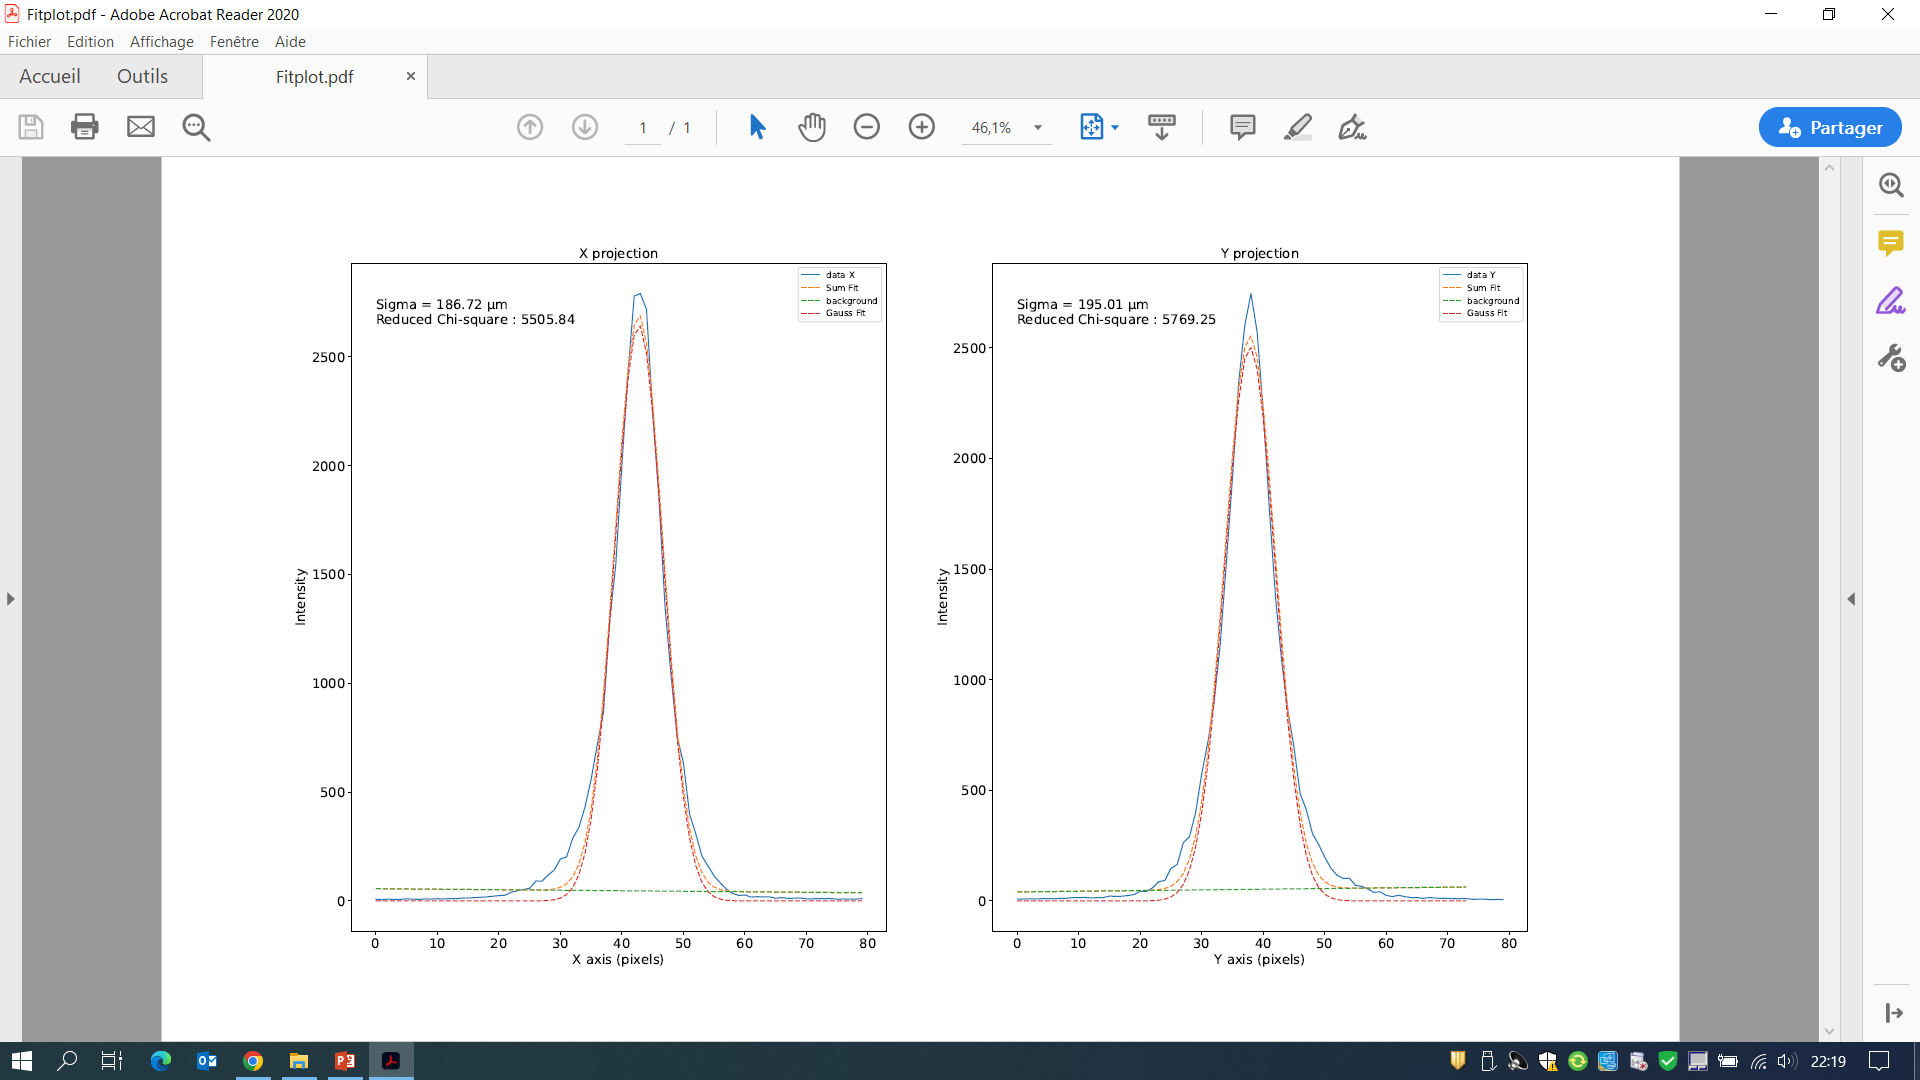 Fitplot.pdf - Adobe Acrobat Reader 2020
Fichier Edition Affichage Fenêtre Aide
Accueil Outils Fitplot.pdf ×
1 / 1 46,1% Partager
X projection
data X
Sum Fit
background
Gauss Fit
Sigma = 186.72 µm
Reduced Chi-square : 5505.84
2500
2000
1500
1000
500
0
Intensity
0 10 20 30 40 50 60 70 80
X axis (pixels)
Y projection
data Y
Sum Fit
background
Gauss Fit
Sigma = 195.01 µm
Reduced Chi-square : 5769.25
2500
2000
1500
1000
500
0
Intensity
0 10 20 30 40 50 60 70 80
Y axis (pixels)
22:19